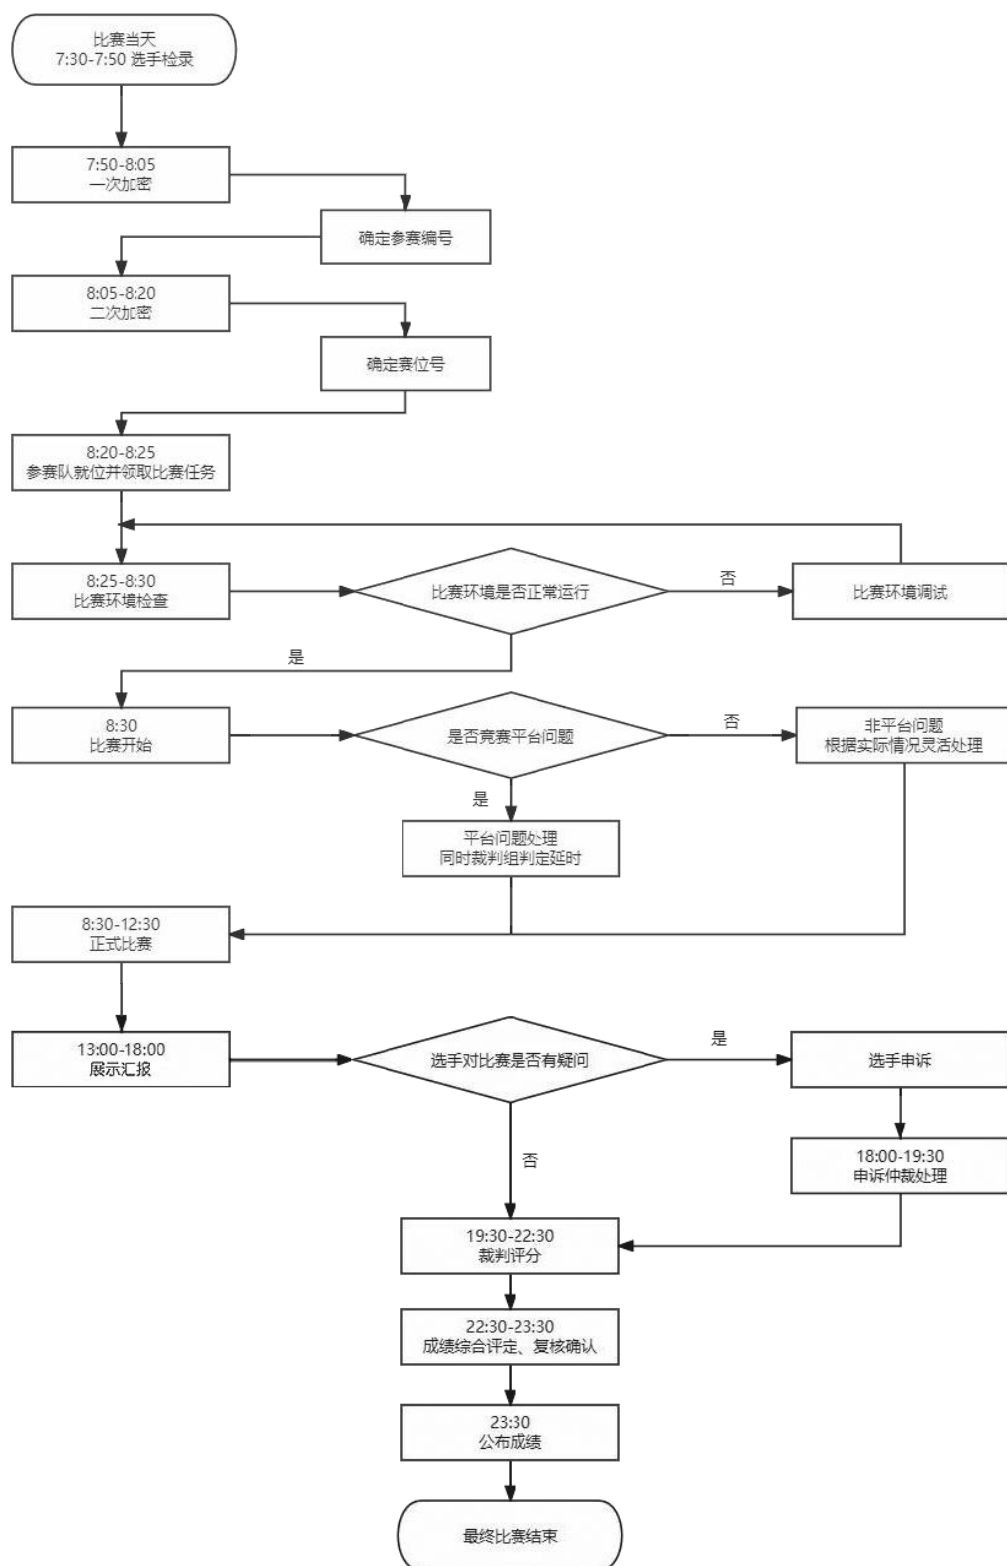 比赛当天
7:30-7:50 选手检录
7:50-8:05
一次加密
确定参赛编号
8:05-8:20
二次加密
确定赛位号
8:20-8:25
参赛队就位并领取比赛任务
8:25-8:30
比赛环境检查
比赛环境是否正常运行
否
比赛环境调试
是
8:30
比赛开始
是否竞赛平台问题
否
非平台问题
根据实际情况灵活处理
是
平台问题处理
同时裁判组判定延时
8:30-12:30
正式比赛
13:00-18:00
展示汇报
选手对比赛是否有疑问
是
选手申诉
否
18:00-19:30
申诉仲裁处理
19:30-22:30
裁判评分
22:30-23:30
成绩综合评定、复核确认
23:30
公布成绩
最终比赛结束